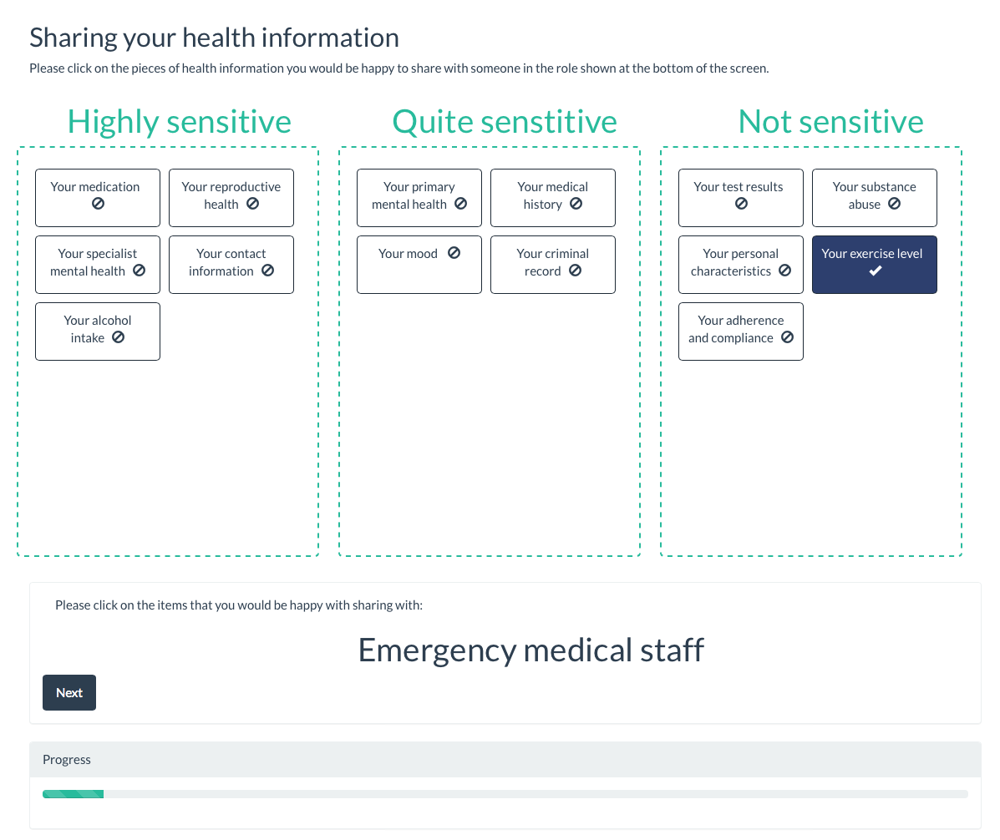 Sharing your health information
Please click on the pieces of health information you would be happy to share with someone in the role shown at the bottom of the screen.
Highly sensitive
Your medication
Your reproductive
health
Your specialist
mental health
Your contact
information
Your alcohol
intake
Quite senstitive
Your primary
mental health
Your medical
history
Your mood
Your criminal
record
Not sensitive
Your test results
Your substance
abuse
Your personal
characteristics
Your exercise level
Your adherence
and compliance
Please click on the items that you would be happy with sharing with:
Emergency medical staff
Next
Progress